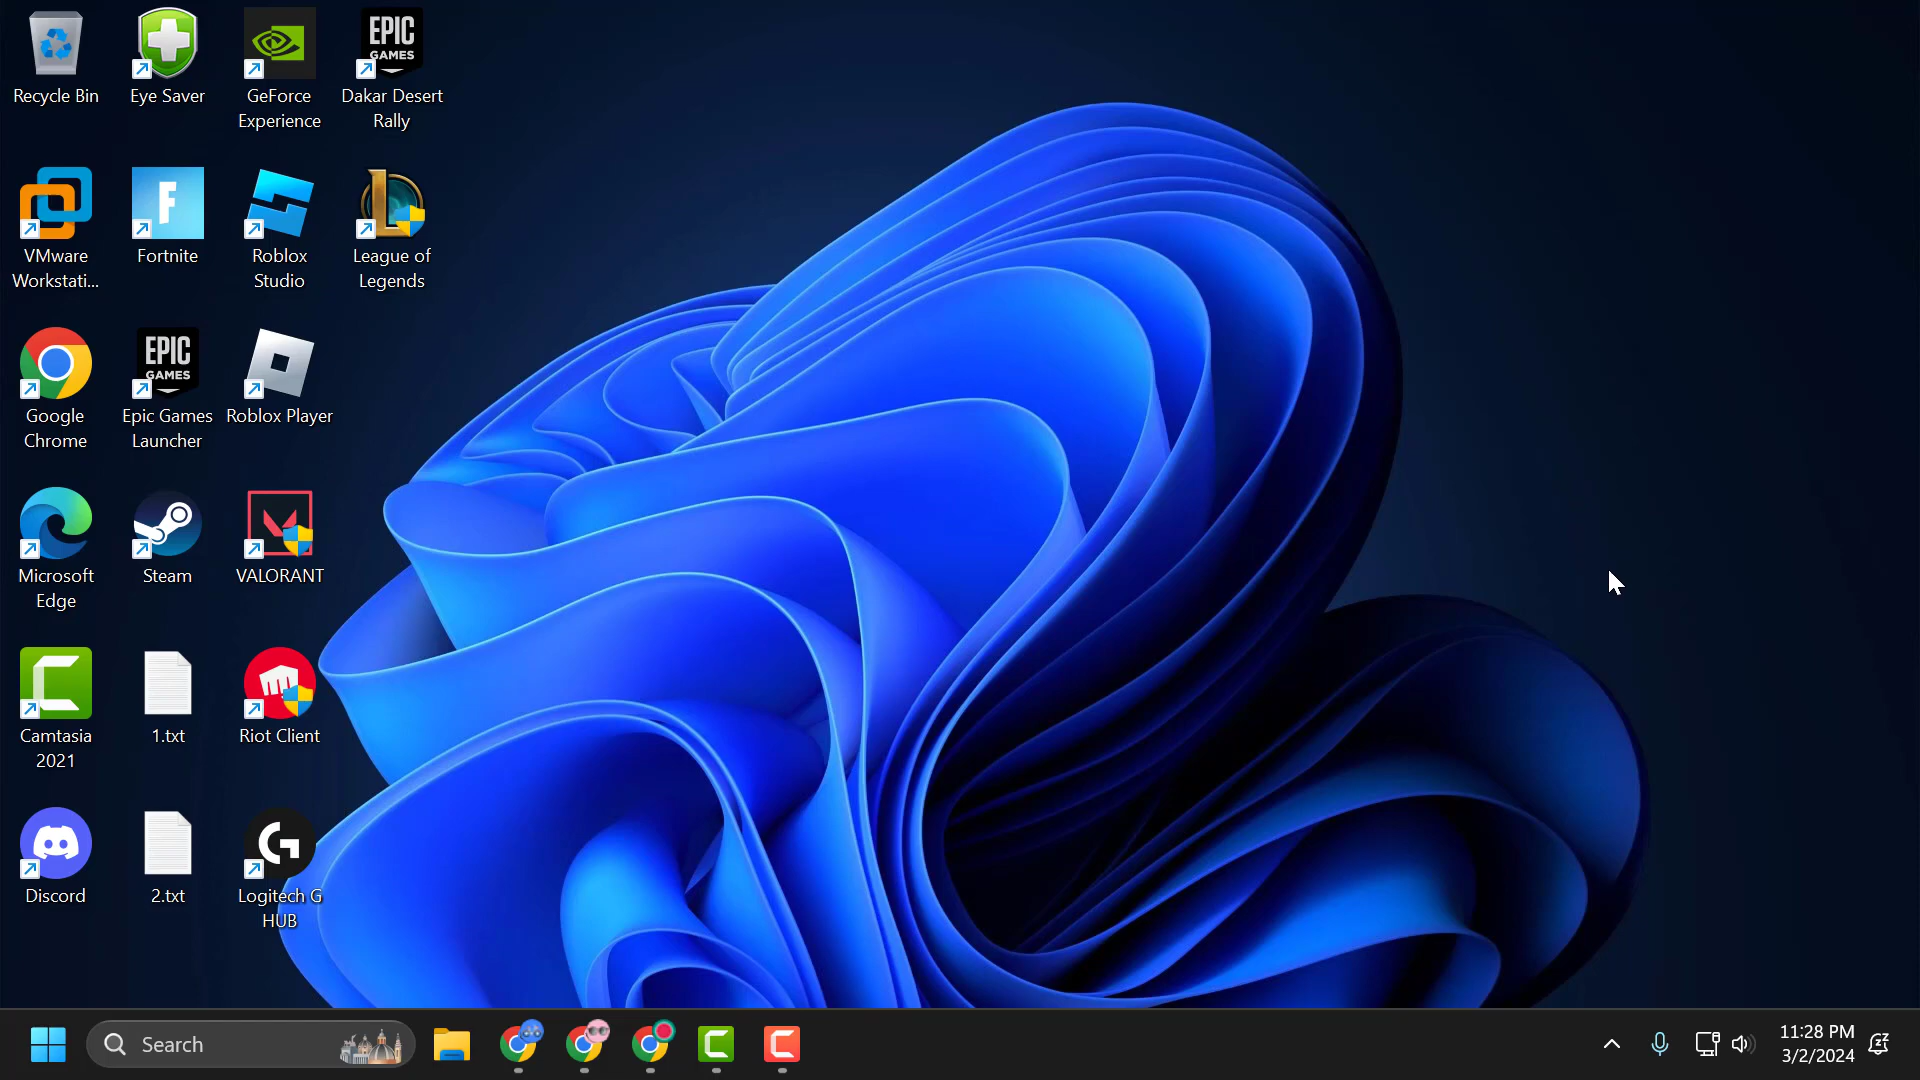 Recycle Bin
Eye Saver
GeForce
Experience
EPIC
GAMES
Dakar Desert
Rally
VMware
Workstati...
F
Fortnite
Roblox
Studio
League of
Legends
Google
Chrome
EPIC
GAMES
Epic Games
Launcher
Roblox Player
Microsoft
Edge
Steam
VALORANT
Camtasia
2021
1.txt
Riot Client
Discord
2.txt
Logitech G
HUB
Search
11:28 PM
3/2/2024